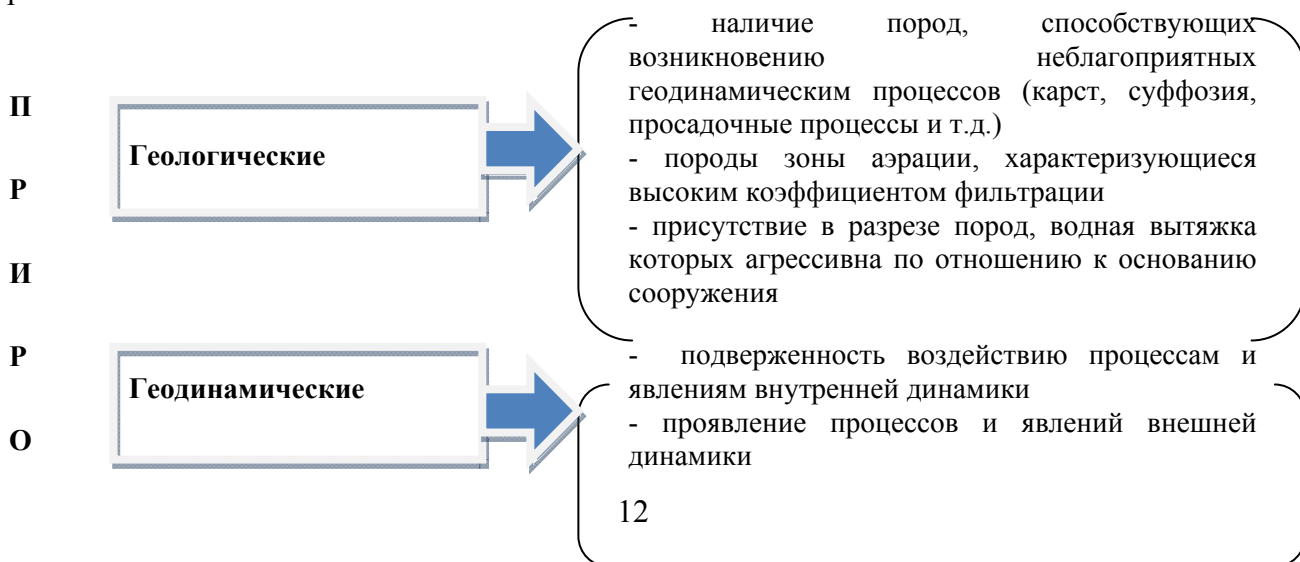 П
Р
И
Р
О
Геологические
- наличие пород, способствующих
возникновению неблагоприятных
геодинамическим процессов (карст, суффозия,
просадочные процессы и т.д.)
- породы зоны аэрации, характеризующиеся
высоким коэффициентом фильтрации
- присутствие в разрезе пород, водная вытяжка
которых агрессивна по отношению к основанию
сооружения
Геодинамические
- подверженность воздействию процессам и
явлениям внутренней динамики
- проявление процессов и явлений внешней
динамики
12